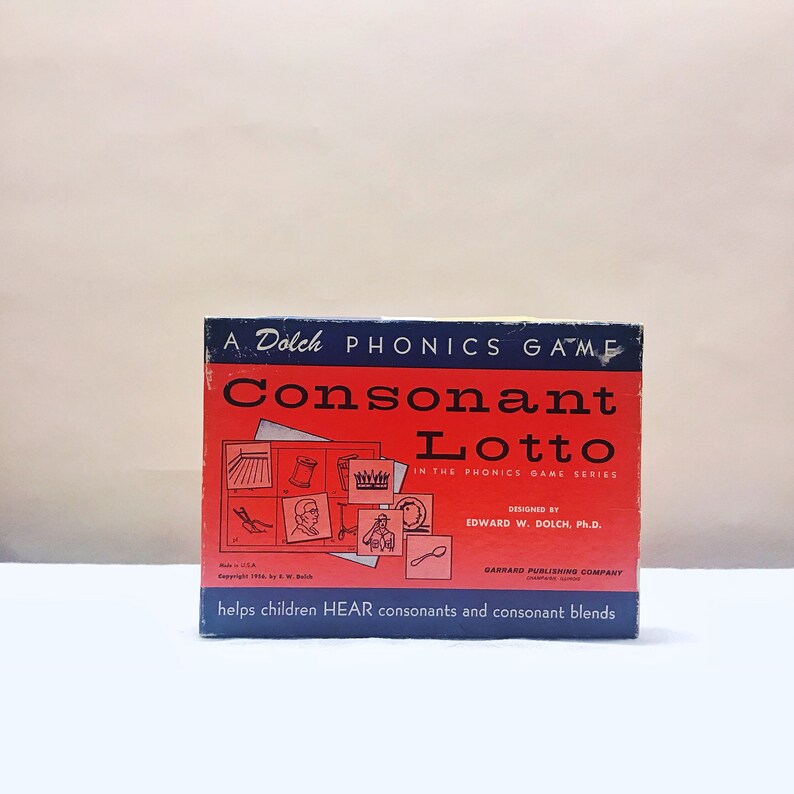 A Dolch PHONICS GAME
Consonant
Lotto
IN THE PHONICS GAME SERIES
DESIGNED BY
EDWARD W. DOLCH, Ph.D.
Made in U.S.A.
Copyright 1956, by E. W. Dolch
GARRARD PUBLISHING COMPANY
CHAMPAIGN, ILLINOIS
helps children HEAR consonants and consonant blends